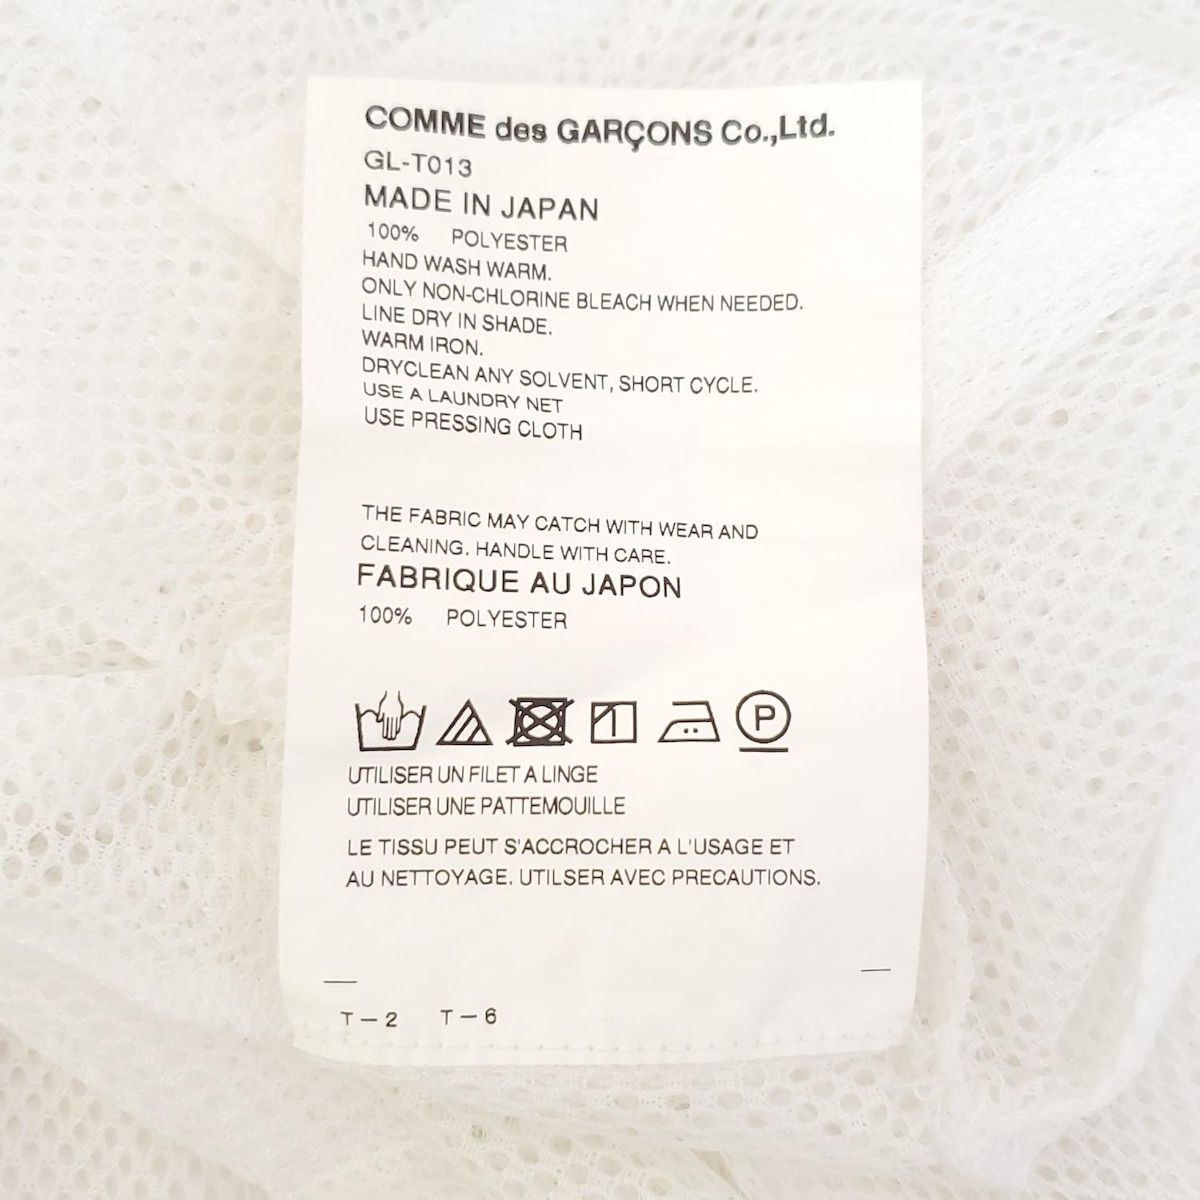 COMME des GARÇONS Co.,Ltd.
GL-T013
MADE IN JAPAN
100% POLYESTER
HAND WASH WARM.
ONLY NON-CHLORINE BLEACH WHEN NEEDED.
LINE DRY IN SHADE.
WARM IRON.
DRYCLEAN ANY SOLVENT, SHORT CYCLE.
USE A LAUNDRY NET
USE PRESSING CLOTH
THE FABRIC MAY CATCH WITH WEAR AND
CLEANING. HANDLE WITH CARE.
FABRIQUE AU JAPON
100% POLYESTER
P
UTILISER UN FILET A LINGE
UTILISER UNE PATTEMOUILLE
LE TISSU PEUT S'ACCROCHER A L'USAGE ET
AU NETTOYAGE. UTILSER AVEC PRECAUTIONS.
T-2 T-6